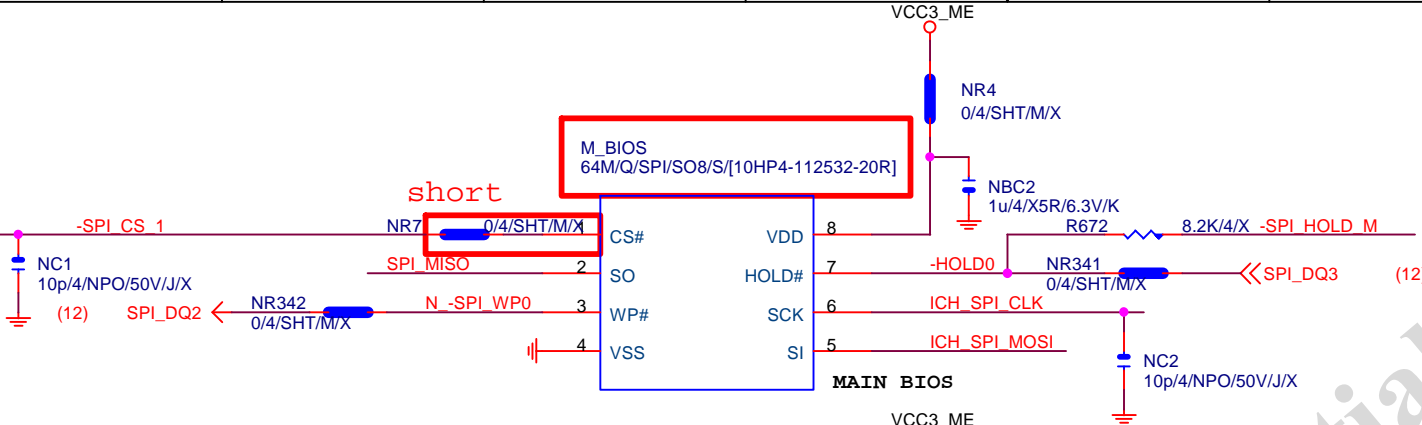 VCC3_ME
NR4
0/4/SHT/M/X
M_BIOS
64M/Q/SPI/SO8/S/[10HP4-112532-20R]
short
NBC2
1u/4/X5R/6.3V/K
-SPI_CS_1
NR7
0/4/SHT/M/X
1
CS#
VDD
8
R672
8.2K/4/X
-SPI_HOLD_M
NC1
10p/4/NPO/50V/J/X
SPI_MISO
2
SO
HOLD#
7
-HOLD0
NR341
0/4/SHT/M/X
SPI_DQ3
(12
(12)
SPI_DQ2
NR342
0/4/SHT/M/X
N_-SPI_WP0
3
WP#
SCK
6
ICH_SPI_CLK
4
VSS
SI
5
ICH_SPI_MOSI
NC2
10p/4/NPO/50V/J/X
MAIN BIOS
VCC3_ME